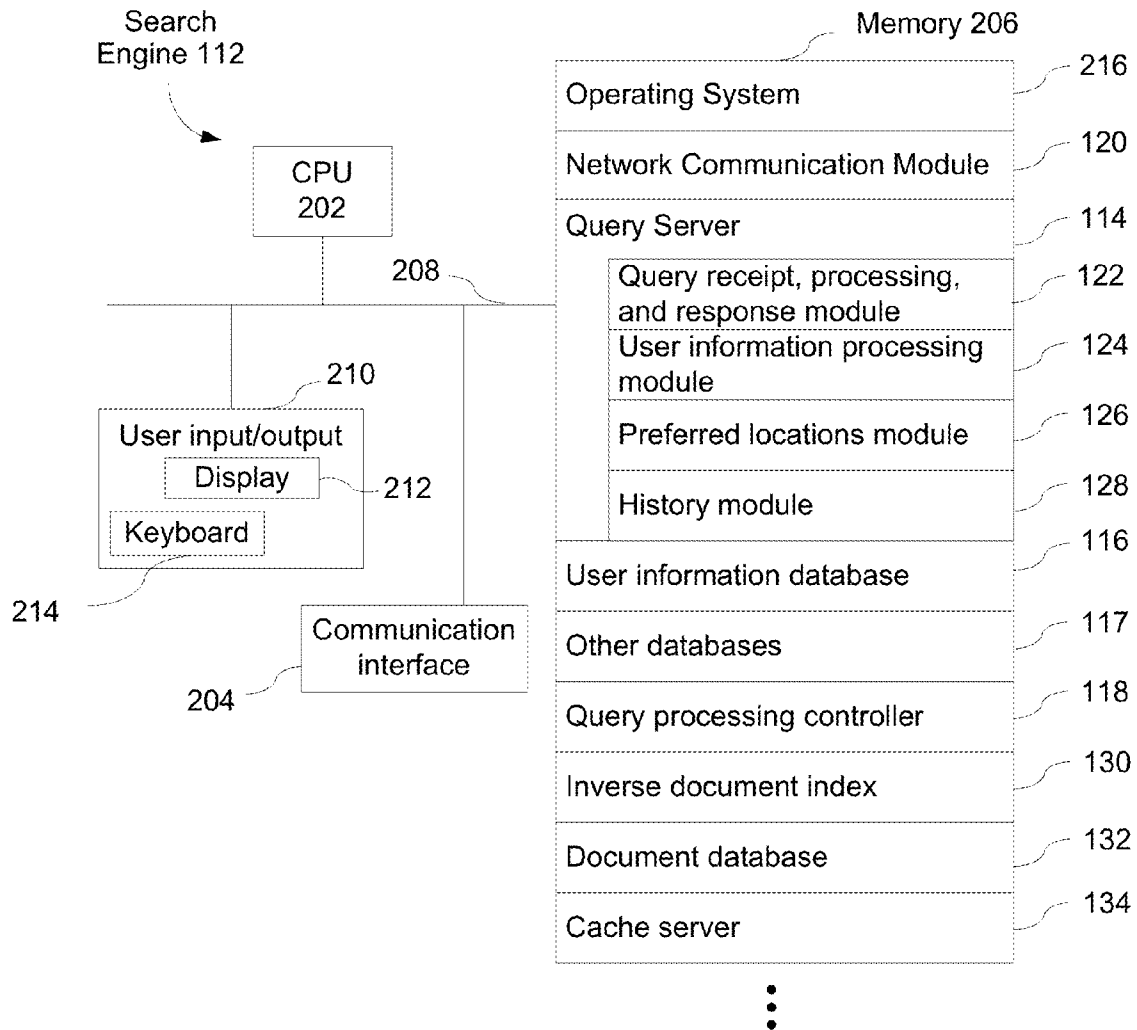 Search
Engine 112
CPU
202
208
210
User input/output
Display
212
Keyboard
214
Communication
interface
204
Memory 206
Operating System
216
Network Communication Module
120
Query Server
114
Query receipt, processing,
and response module
122
User information processing
module
124
Preferred locations module
126
History module
128
User information database
116
Other databases
117
Query processing controller
118
Inverse document index
130
Document database
132
Cache server
134